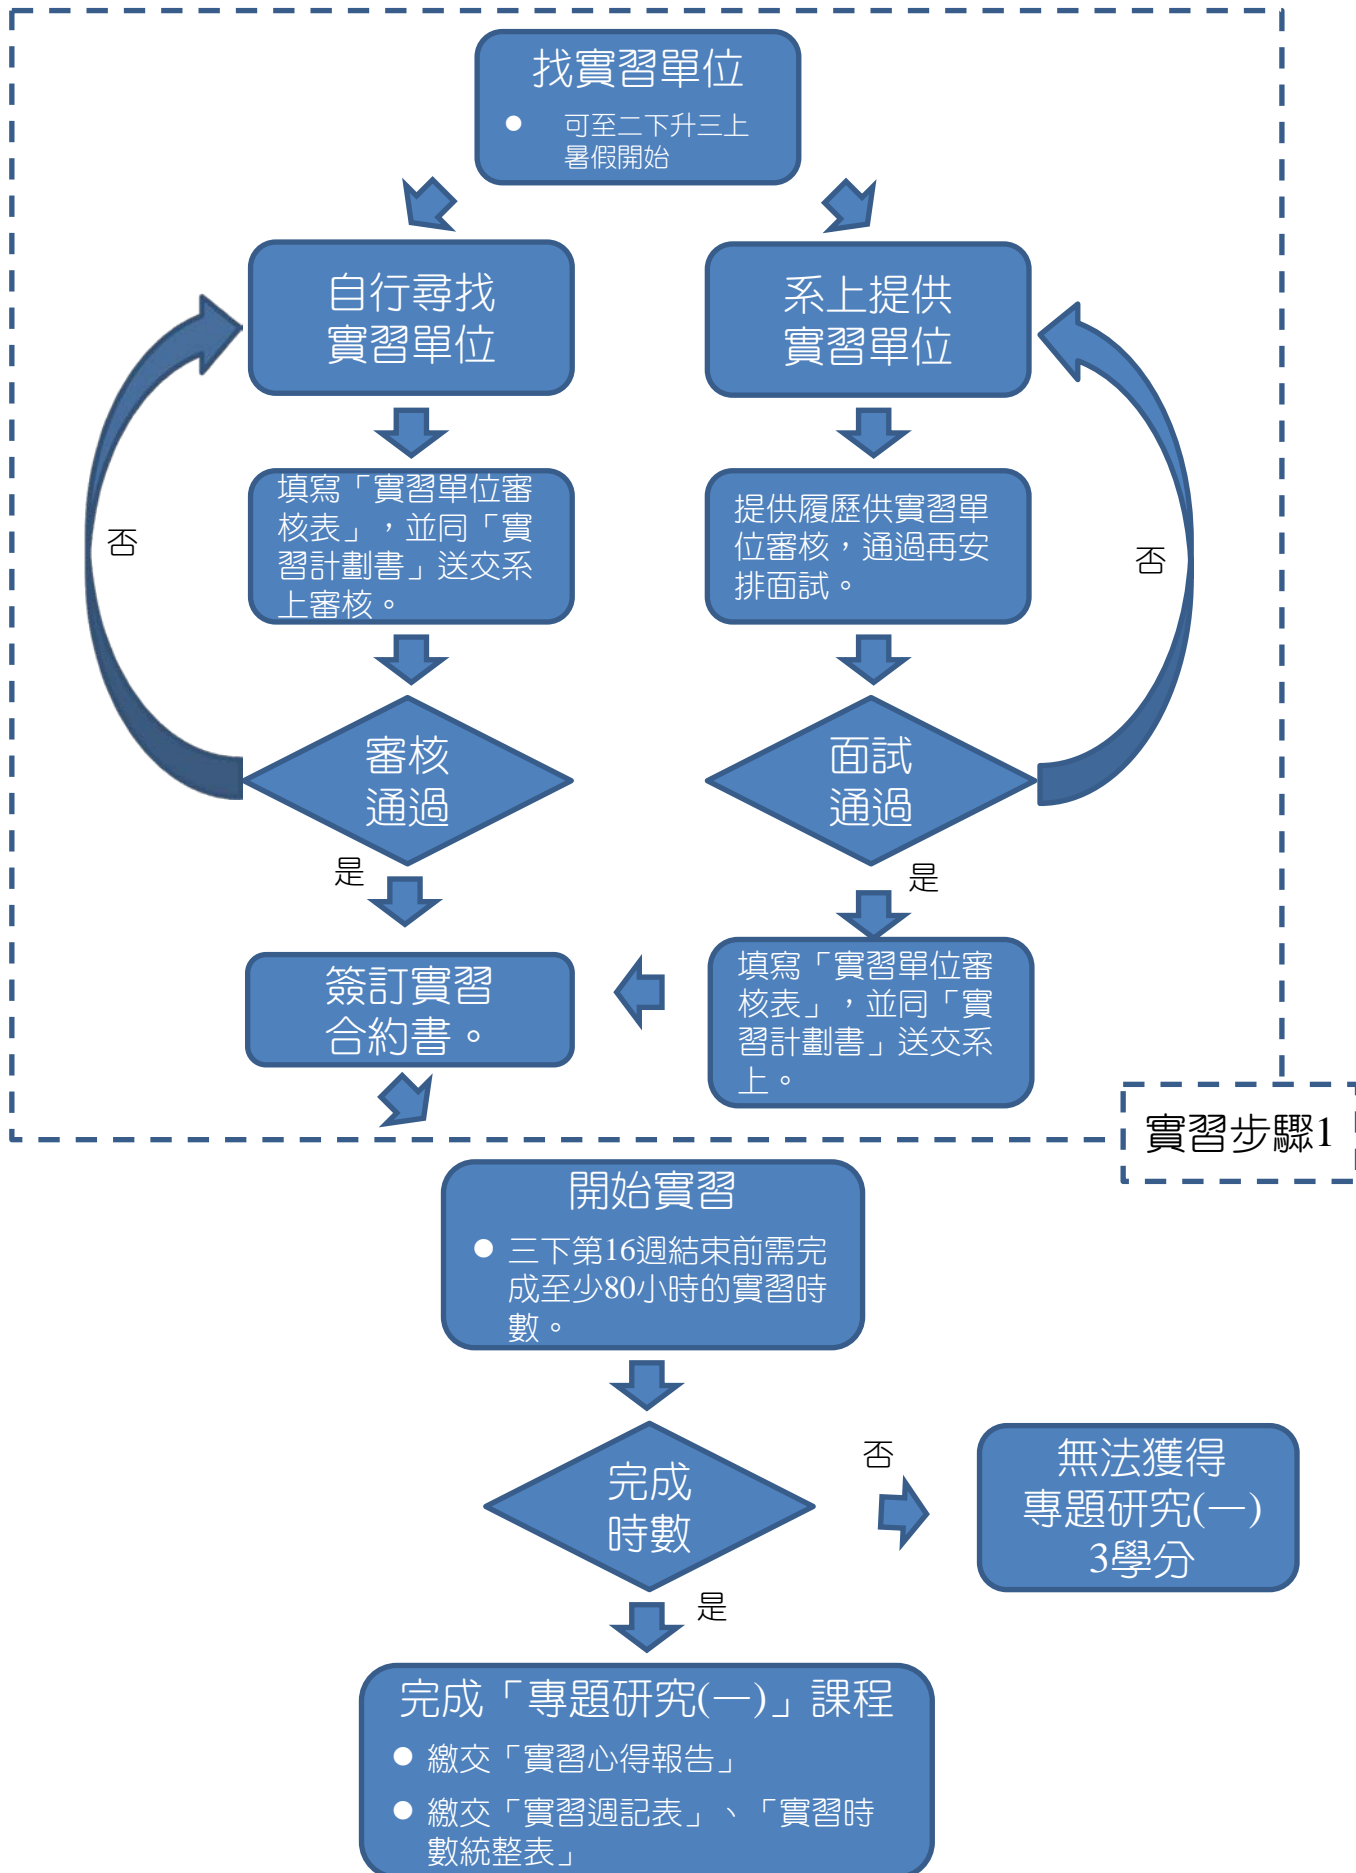 找實習單位
● 可至二下升三上
暑假開始
自行尋找
實習單位
系上提供
實習單位
填寫「實習單位審
核表」，並同「實
習計劃書」送交系
上審核。
提供履歷供實習單
位審核，通過再安
排面試。
否
否
審核
通過
面試
通過
是
是
簽訂實習
合約書。
填寫「實習單位審
核表」，並同「實
習計劃書」送交系
上。
實習步驟1
開始實習
● 三下第16週結束前需完
成至少80小時的實習時
數。
完成
時數
否
無法獲得
專題研究(一)
3學分
是
完成「專題研究(一)」課程
● 繳交「實習心得報告」
● 繳交「實習週記表」、「實習時
數統整表」